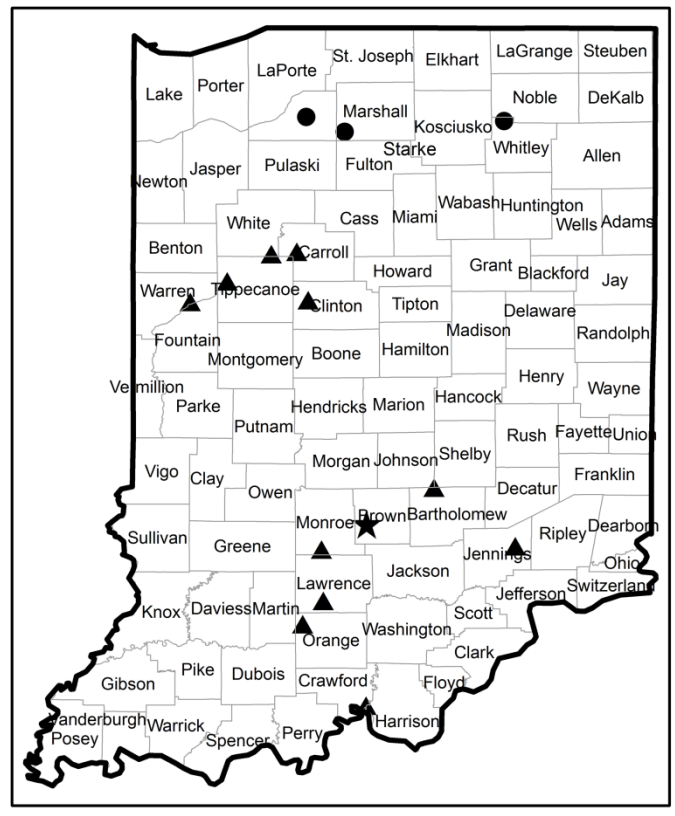 LaGrange
Steuben
St. Joseph
Elkhart
LaPorte
Porter
Lake
Noble
DeKalb
Marshall
Kosciusko
Starke
Whitley
Allen
Newton
Jasper
Pulaski
Fulton
Wabash
Huntington
White
Cass
Miami
Wells
Adams
Benton
Carroll
Howard
Grant
Blackford
Jay
Warren
Tippecanoe
Clinton
Tipton
Delaware
Madison
Randolph
Fountain
Montgomery
Boone
Hamilton
Henry
Vermillion
Wayne
Parke
Hendricks
Marion
Hancock
Putnam
Rush
Fayette
Union
Morgan
Johnson
Shelby
Vigo
Clay
Franklin
Owen
Decatur
Monroe
Brown
Bartholomew
Dearborn
Ripley
Sullivan
Greene
Jennings
Ohio
Jackson
Lawrence
Jefferson
Switzerland
Knox
Daviess
Martin
Scott
Washington
Orange
Clark
Pike
Dubois
Crawford
Floyd
Gibson
Harrison
Vanderburgh
Warrick
Perry
Posey
Spencer